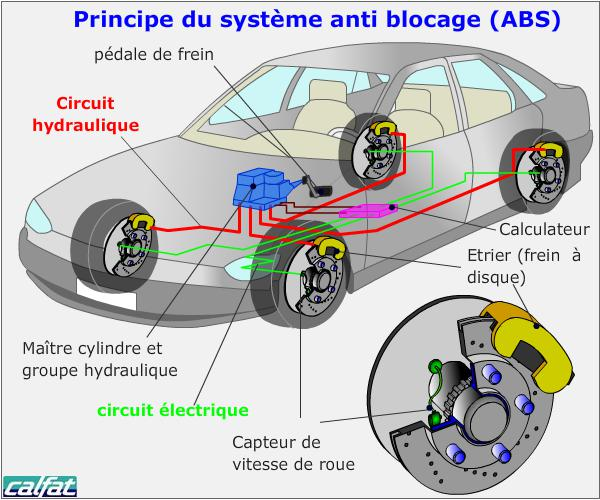 Principe du système anti blocage (ABS)
pédale de frein
Circuit
hydraulique
Calculateur
Etrier (frein à
disque)
Maître cylindre et
groupe hydraulique
circuit électrique
Capteur de
vitesse de roue
calfat